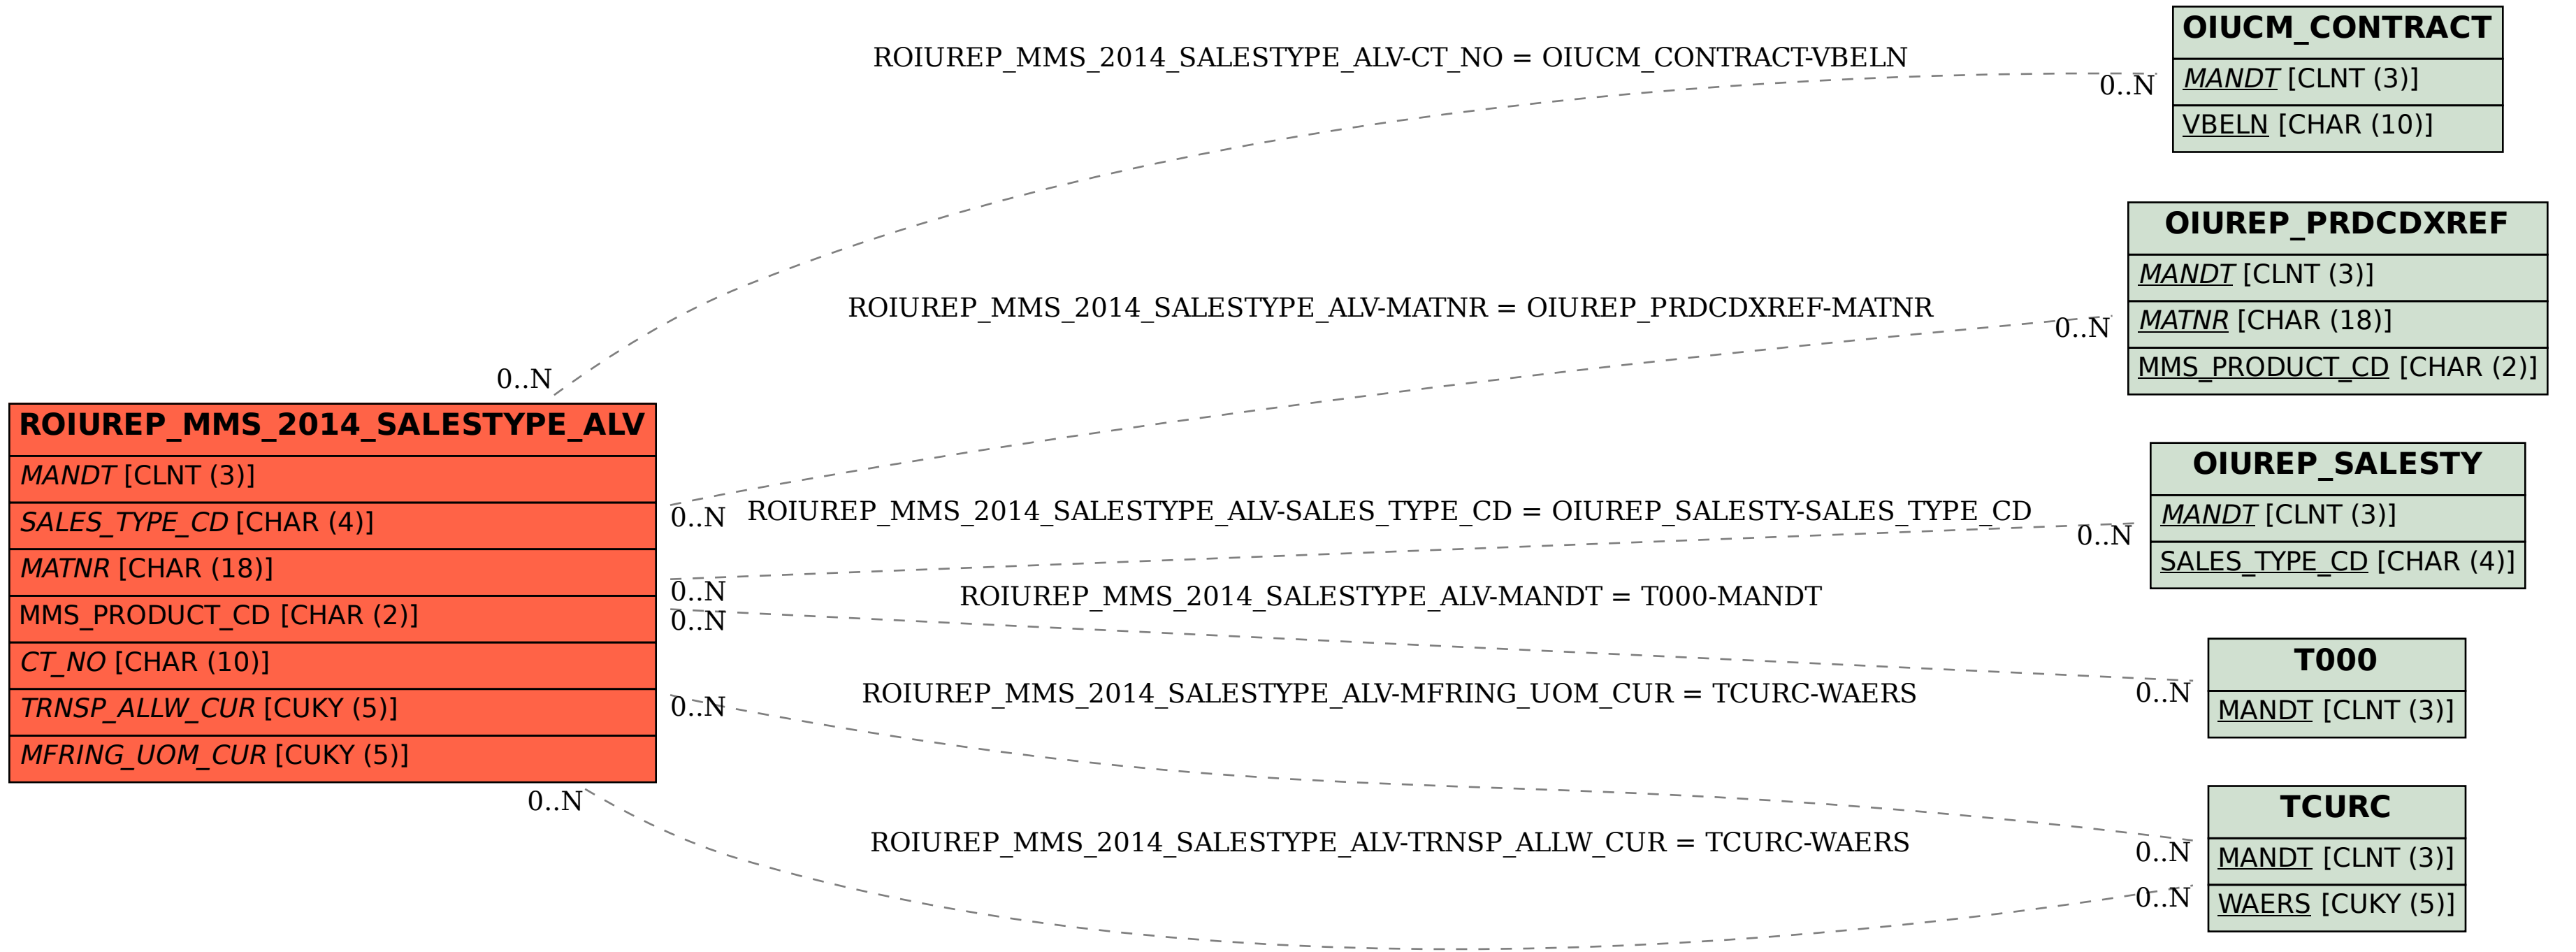 OIUCM_CONTRACT
MANDT [CLNT (3)]
VBELN [CHAR (10)]
ROIUREP_MMS_2014_SALESTYPE_ALV-CT_NO = OIUCM_CONTRACT-VBELN
0..N
0..N
OIUREP_PRDCDXREF
MANDT [CLNT (3)]
MATNR [CHAR (18)]
MMS_PRODUCT_CD [CHAR (2)]
ROIUREP_MMS_2014_SALESTYPE_ALV-MATNR = OIUREP_PRDCDXREF-MATNR
0..N
0..N
ROIUREP_MMS_2014_SALESTYPE_ALV
MANDT [CLNT (3)]
SALES_TYPE_CD [CHAR (4)]
MATNR [CHAR (18)]
MMS_PRODUCT_CD [CHAR (2)]
CT_NO [CHAR (10)]
TRNSP_ALLW_CUR [CUKY (5)]
MFRING_UOM_CUR [CUKY (5)]
ROIUREP_MMS_2014_SALESTYPE_ALV-SALES_TYPE_CD = OIUREP_SALESTY-SALES_TYPE_CD
0..N
0..N
OIUREP_SALESTY
MANDT [CLNT (3)]
SALES_TYPE_CD [CHAR (4)]
ROIUREP_MMS_2014_SALESTYPE_ALV-MANDT = T000-MANDT
0..N
0..N
T000
MANDT [CLNT (3)]
ROIUREP_MMS_2014_SALESTYPE_ALV-MFRING_UOM_CUR = TCURC-WAERS
0..N
0..N
TCURC
MANDT [CLNT (3)]
WAERS [CUKY (5)]
ROIUREP_MMS_2014_SALESTYPE_ALV-TRNSP_ALLW_CUR = TCURC-WAERS
0..N
0..N